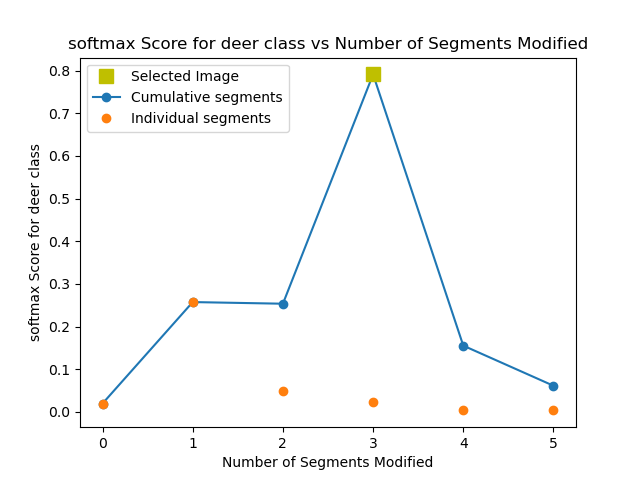 softmax Score for deer class vs Number of Segments Modified
Selected Image
Cumulative segments
Individual segments
softmax Score for deer class
0.8
0.7
0.6
0.5
0.4
0.3
0.2
0.1
0.0
0 1 2 3 4 5
Number of Segments Modified